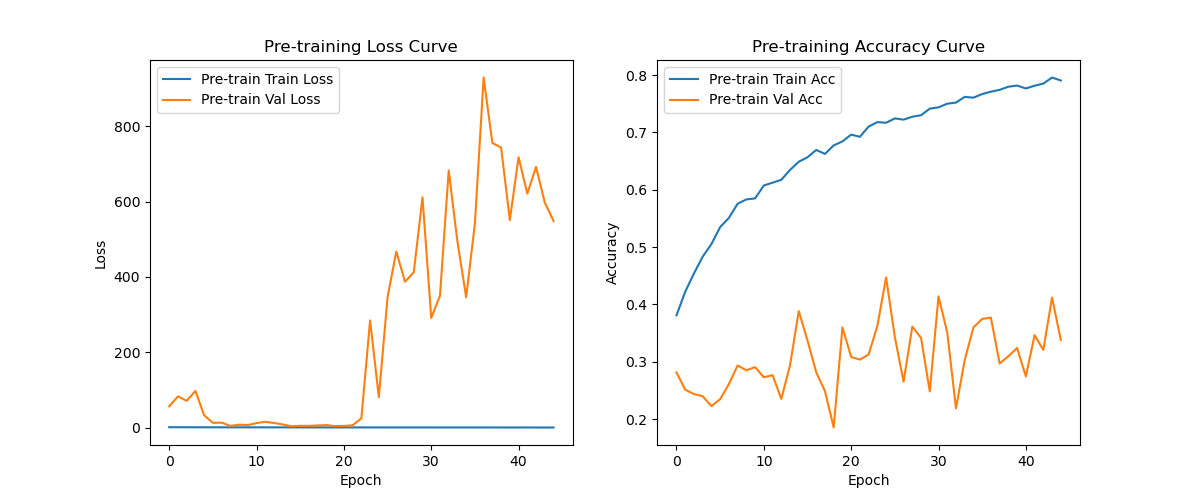 Pre-training Loss Curve
Pre-train Train Loss
Pre-train Val Loss
Loss
800
600
400
200
0
0 10 20 30 40
Epoch
Pre-training Accuracy Curve
Pre-train Train Acc
Pre-train Val Acc
Accuracy
0.8
0.7
0.6
0.5
0.4
0.3
0.2
0 10 20 30 40
Epoch